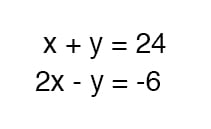 x + y = 24
2x - y = -6